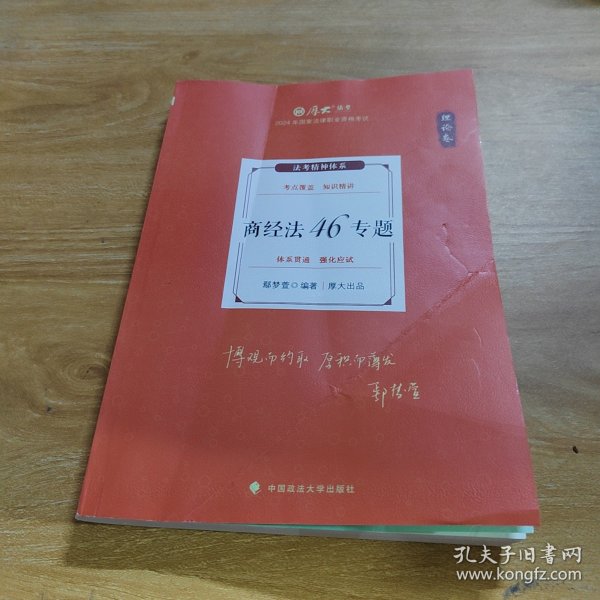 厚大®法考
2024年国家法律职业资格考试
理论卷
法考精神体系
考点覆盖 知识精讲
商经法46专题
体系贯通 强化应试
鄢梦萱◎编著 | 厚大出品
博观而约取 厚积而薄发
鄢梦萱
中国政法大学出版社
孔夫子旧书网
www.kongfz.com